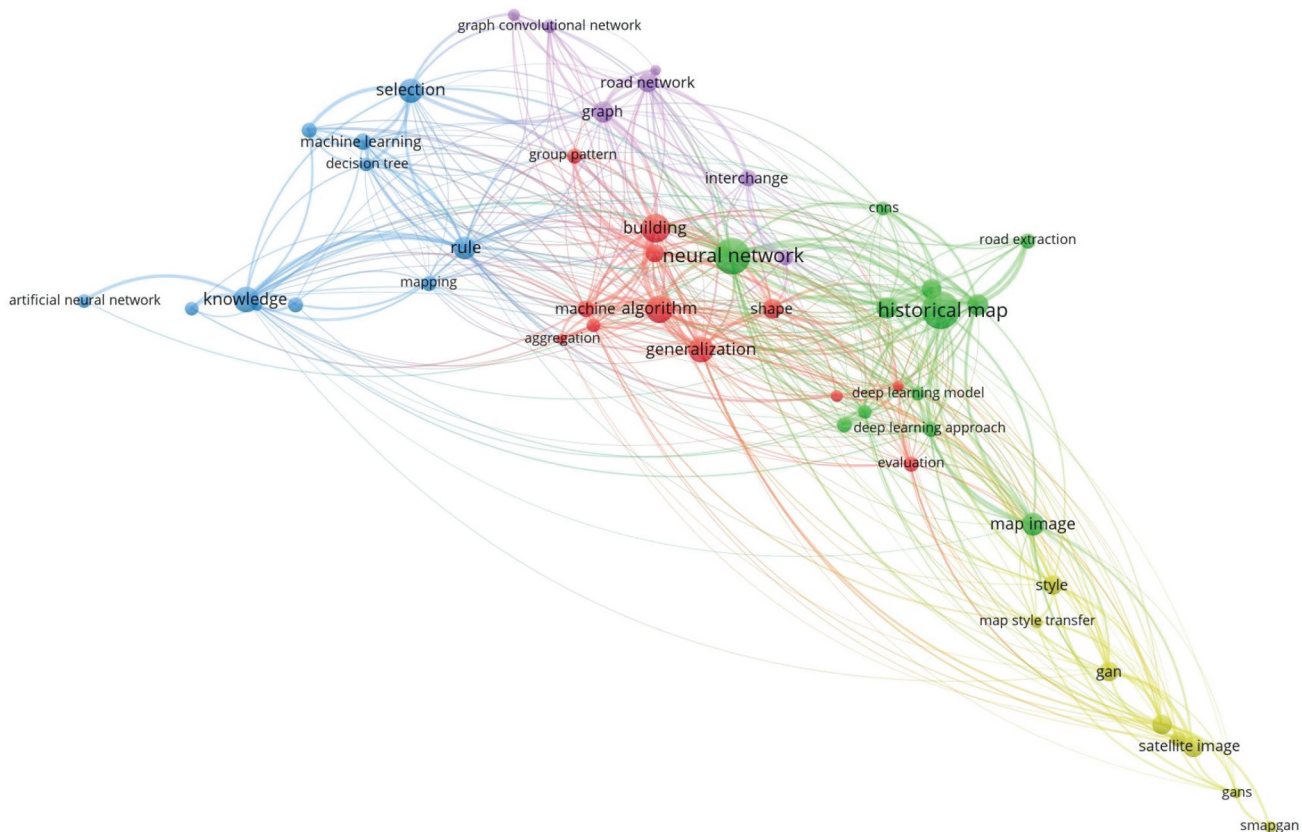 graph convolutional network
road network
selection
graph
machine learning
group pattern
decision tree
interchange
cnns
building
road extraction
rule
neural network
mapping
artificial neural network
knowledge
machine
algorithm
shape
historical map
aggregation
generalization
deep learning model
deep learning approach
evaluation
map image
style
map style transfer
gan
satellite image
gans
smapgan